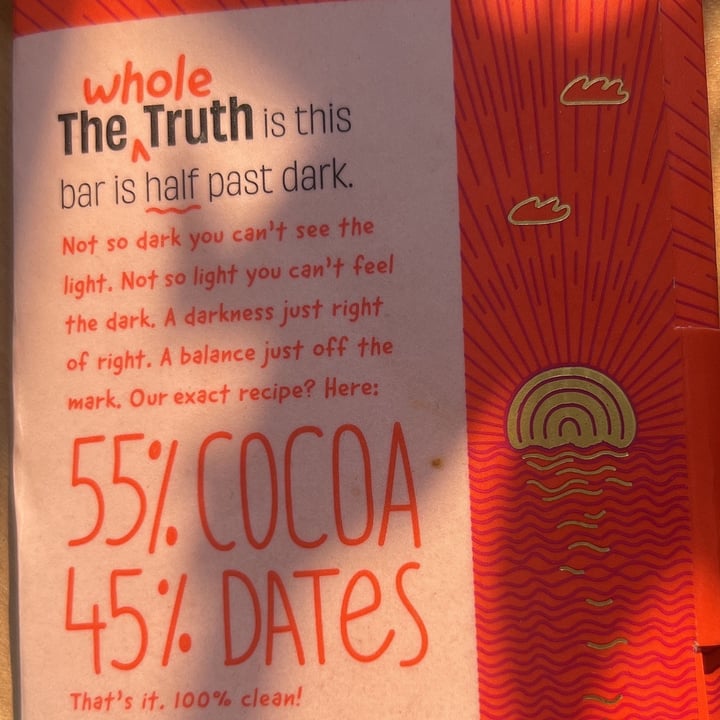 whole
The ^ Truth is this
bar is half past dark.
Not so dark you can't see the
light. Not so light you can't feel
the dark. A darkness just right
of right. A balance just off the
mark. Our exact recipe? Here:
55% COCOA
45% DATeS
That's it. 100% clean!